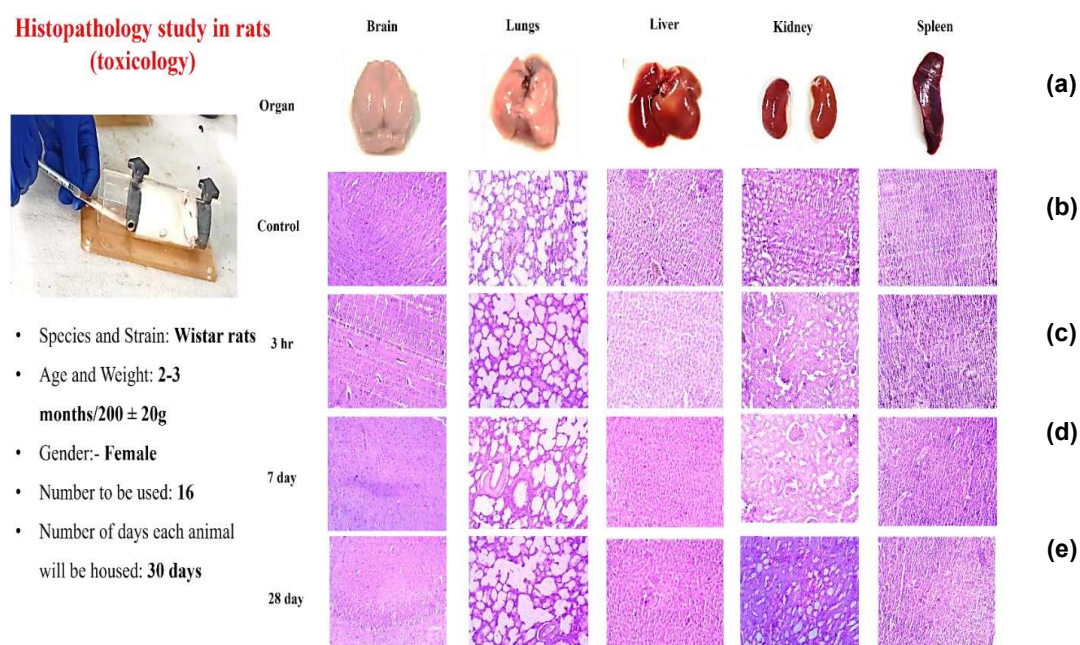 Histopathology study in rats
(toxicology)
Brain Lungs Liver Kidney Spleen
Organ (a)
Control (b)
3 hr (c)
7 day (d)
28 day (e)
• Species and Strain: Wistar rats
• Age and Weight: 2-3
months/200 ± 20g
• Gender:- Female
• Number to be used: 16
• Number of days each animal
will be housed: 30 days